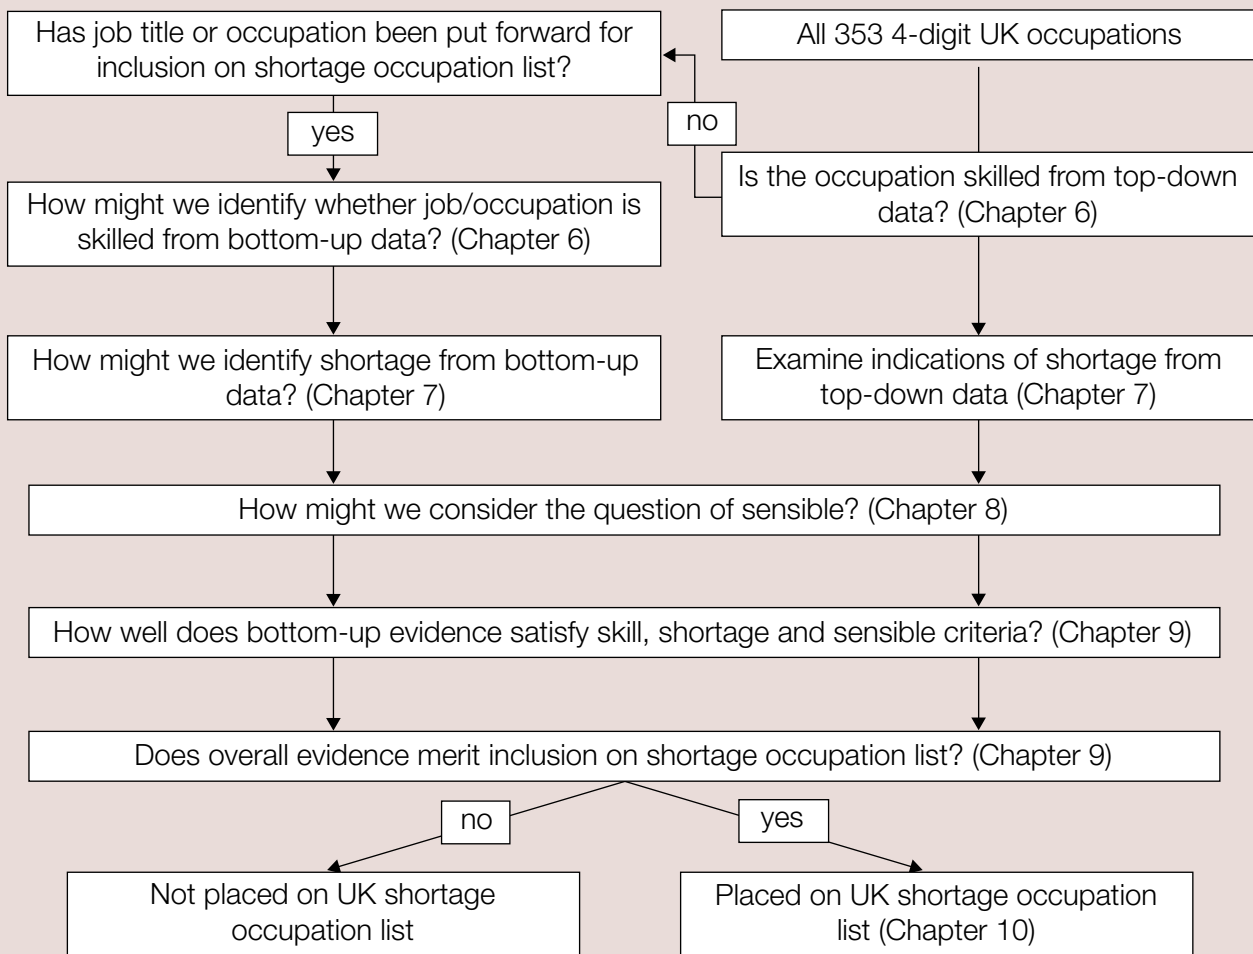 Has job title or occupation been put forward for
inclusion on shortage occupation list?
All 353 4-digit UK occupations
no
yes
Is the occupation skilled from top-down
data? (Chapter 6)
How might we identify whether job/occupation is
skilled from bottom-up data? (Chapter 6)
How might we identify shortage from bottom-up
data? (Chapter 7)
Examine indications of shortage from
top-down data (Chapter 7)
How might we consider the question of sensible? (Chapter 8)
How well does bottom-up evidence satisfy skill, shortage and sensible criteria? (Chapter 9)
Does overall evidence merit inclusion on shortage occupation list? (Chapter 9)
no
yes
Not placed on UK shortage
occupation list
Placed on UK shortage occupation
list (Chapter 10)